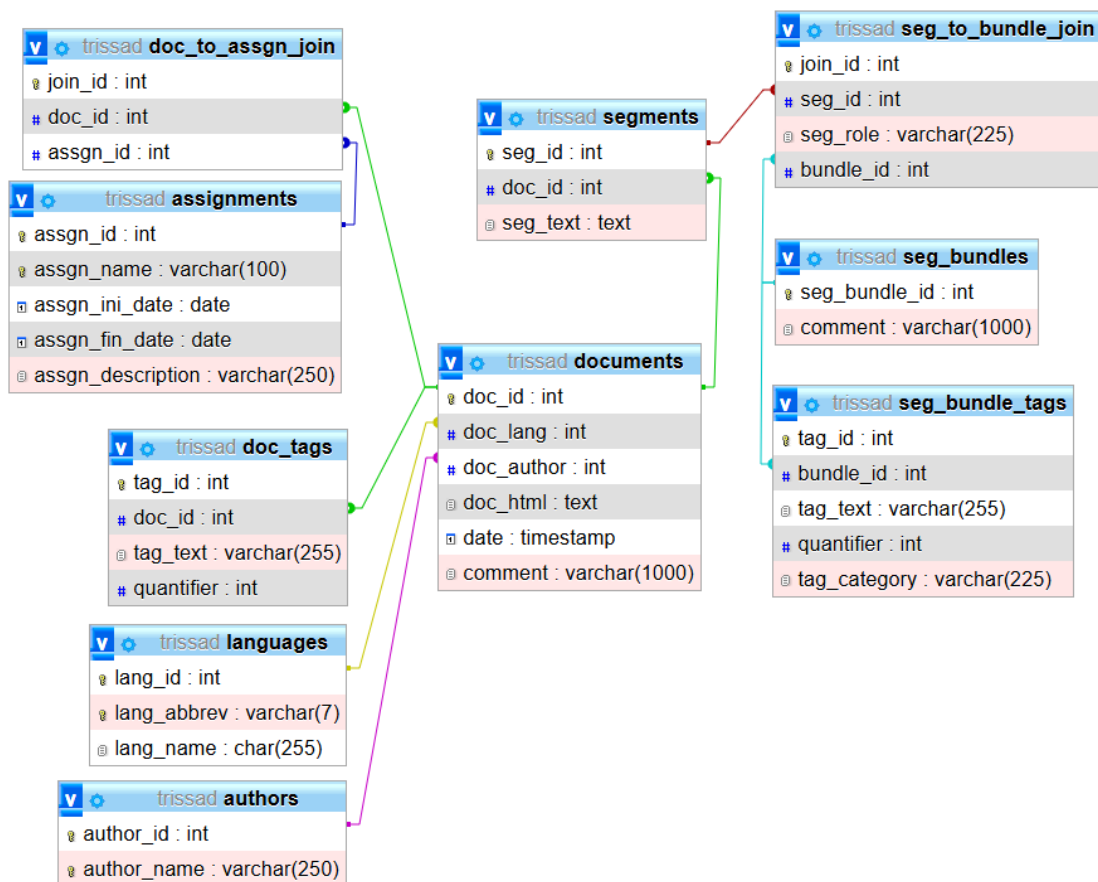 v trissad doc_to_assgn_join
join_id : int
# doc_id : int
# assgn_id : int
v trissad assignments
assgn_id : int
assgn_name : varchar(100)
assgn_ini_date : date
assgn_fin_date : date
assgn_description : varchar(250)
v trissad doc_tags
tag_id : int
# doc_id : int
tag_text : varchar(255)
# quantifier : int
v trissad languages
lang_id : int
lang_abbrev : varchar(7)
lang_name : char(255)
v trissad authors
author_id : int
author_name : varchar(250)
v trissad segments
seg_id : int
# doc_id : int
seg_text : text
v trissad documents
doc_id : int
# doc_lang : int
# doc_author : int
doc_html : text
date : timestamp
comment : varchar(1000)
v trissad seg_to_bundle_join
join_id : int
# seg_id : int
seg_role : varchar(225)
# bundle_id : int
v trissad seg_bundles
seg_bundle_id : int
comment : varchar(1000)
v trissad seg_bundle_tags
tag_id : int
# bundle_id : int
tag_text : varchar(255)
# quantifier : int
tag_category : varchar(225)